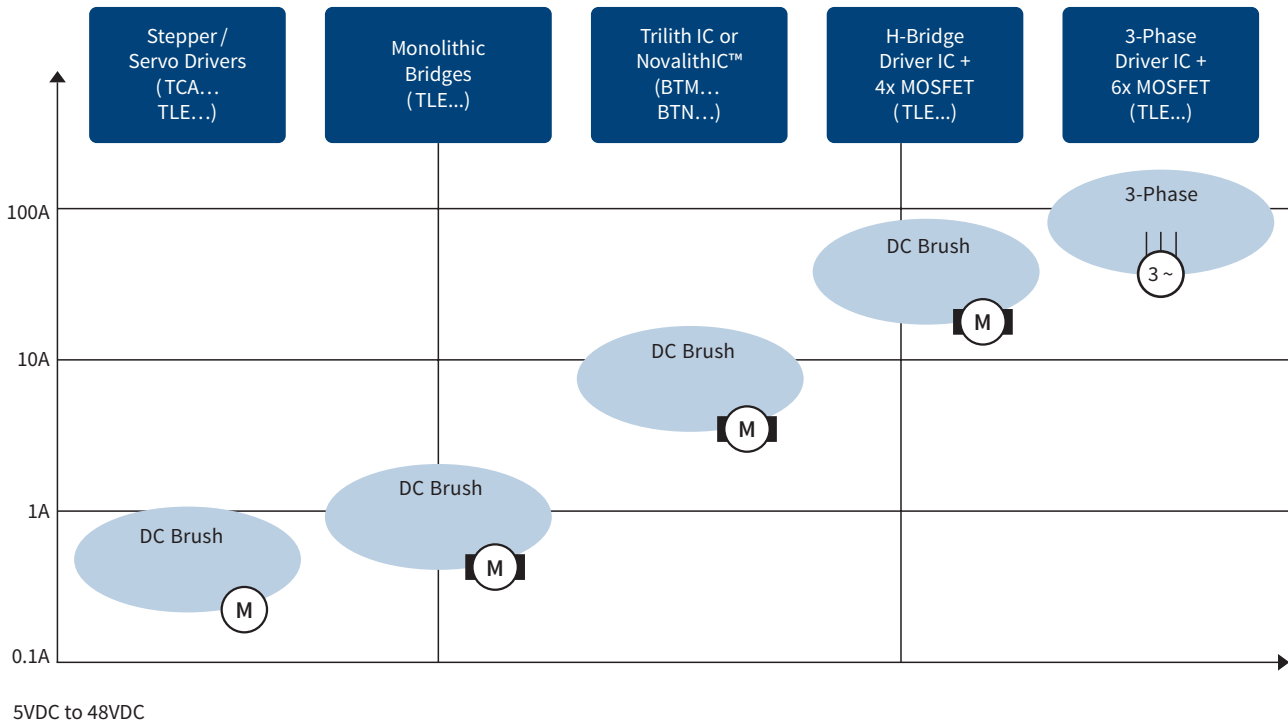 Stepper /
Servo Drivers
(TCA…
TLE…)
Monolithic
Bridges
(TLE...)
Trilith IC or
NovalithIC™
(BTM…
BTN…)
H-Bridge
Driver IC +
4x MOSFET
(TLE...)
3-Phase
Driver IC +
6x MOSFET
(TLE...)
100A
10A
1A
0.1A
3-Phase
3 ~
DC Brush
M
DC Brush
M
DC Brush
M
DC Brush
M
5VDC to 48VDC